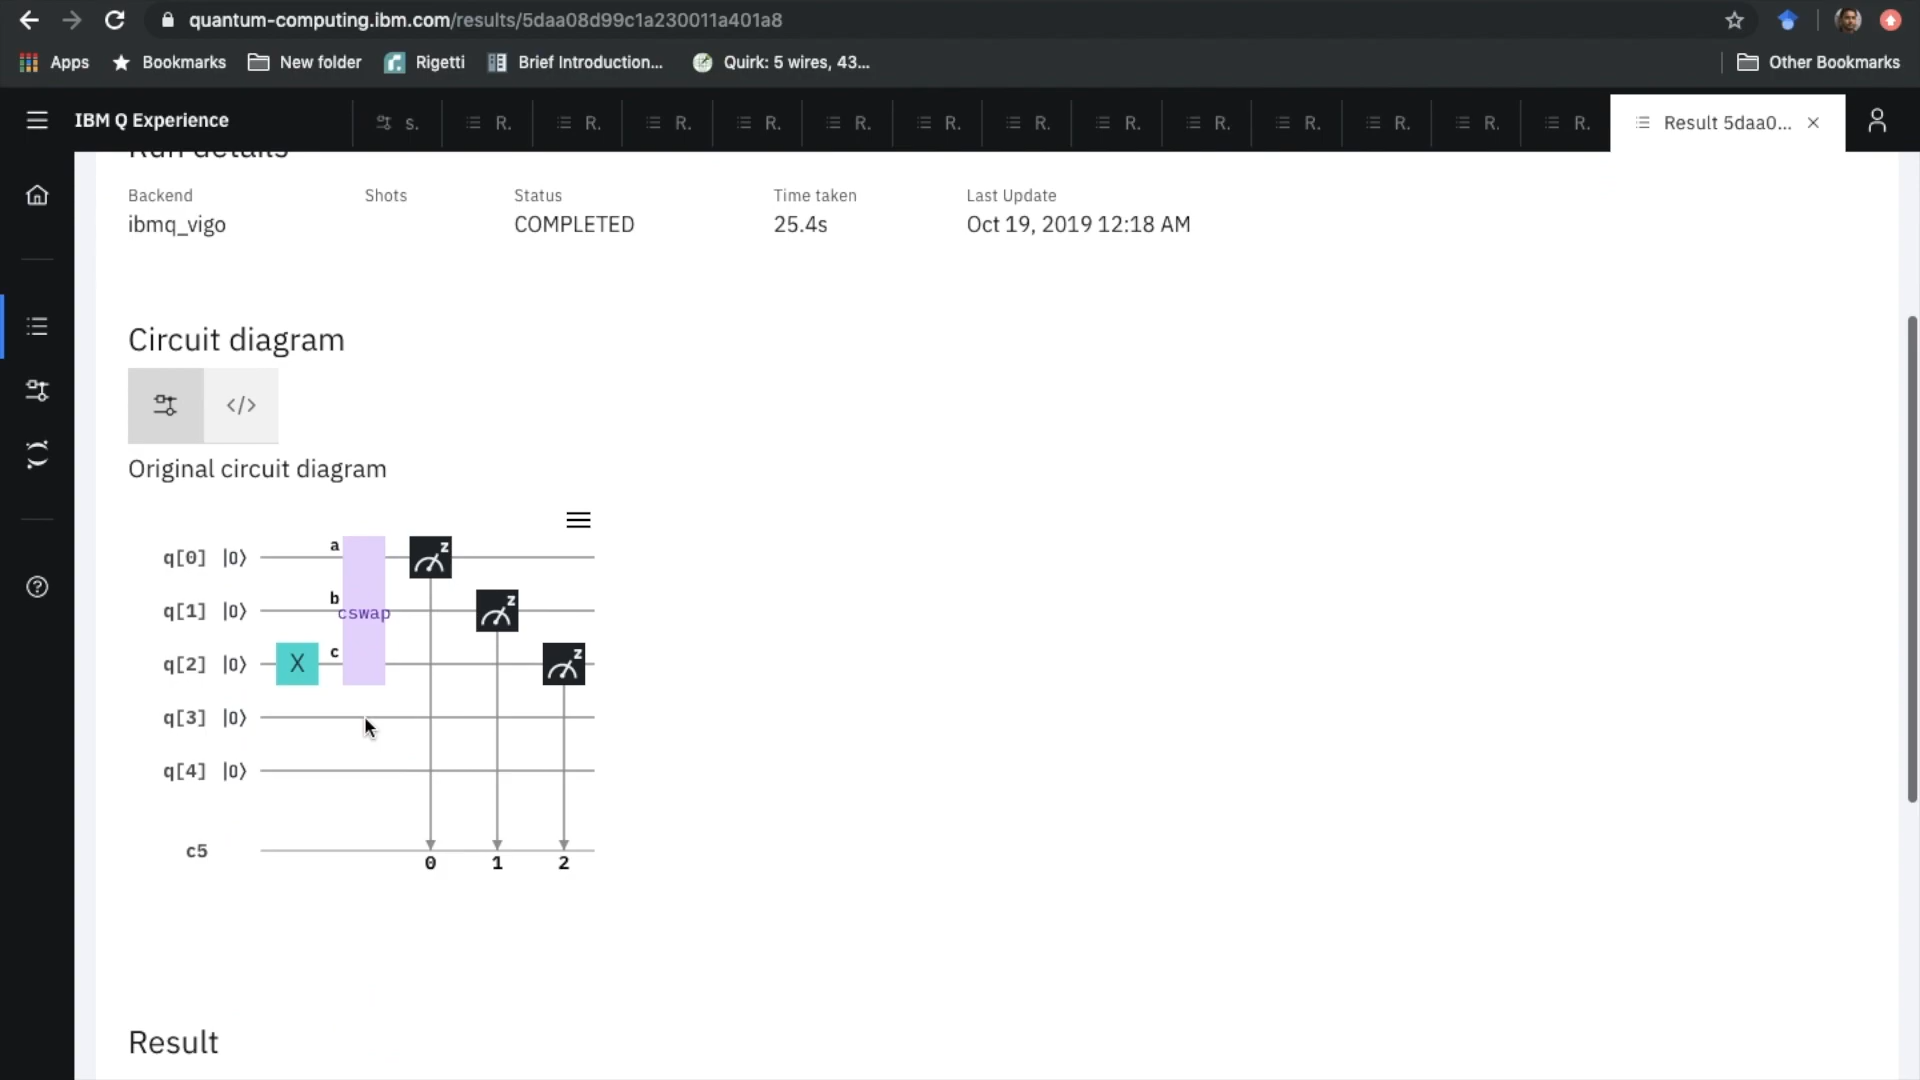 quantum-computing.ibm.com/results/5daa08d99c1a230011a401a8
Apps Bookmarks New folder Rigetti Brief Introduction... Quirk: 5 wires, 43... Other Bookmarks
IBM Q Experience s. R. R. R. R. R. R. R. R. R. R. R. R. R. Result 5daa0...
Run details
Backend Shots Status Time taken Last Update
ibmq_vigo COMPLETED 25.4s Oct 19, 2019 12:18 AM
Circuit diagram
</>
Original circuit diagram
q[0] |0⟩ a z
q[1] |0⟩ b cswap z
q[2] |0⟩ X c z
q[3] |0⟩
q[4] |0⟩
c5
0 1 2
Result